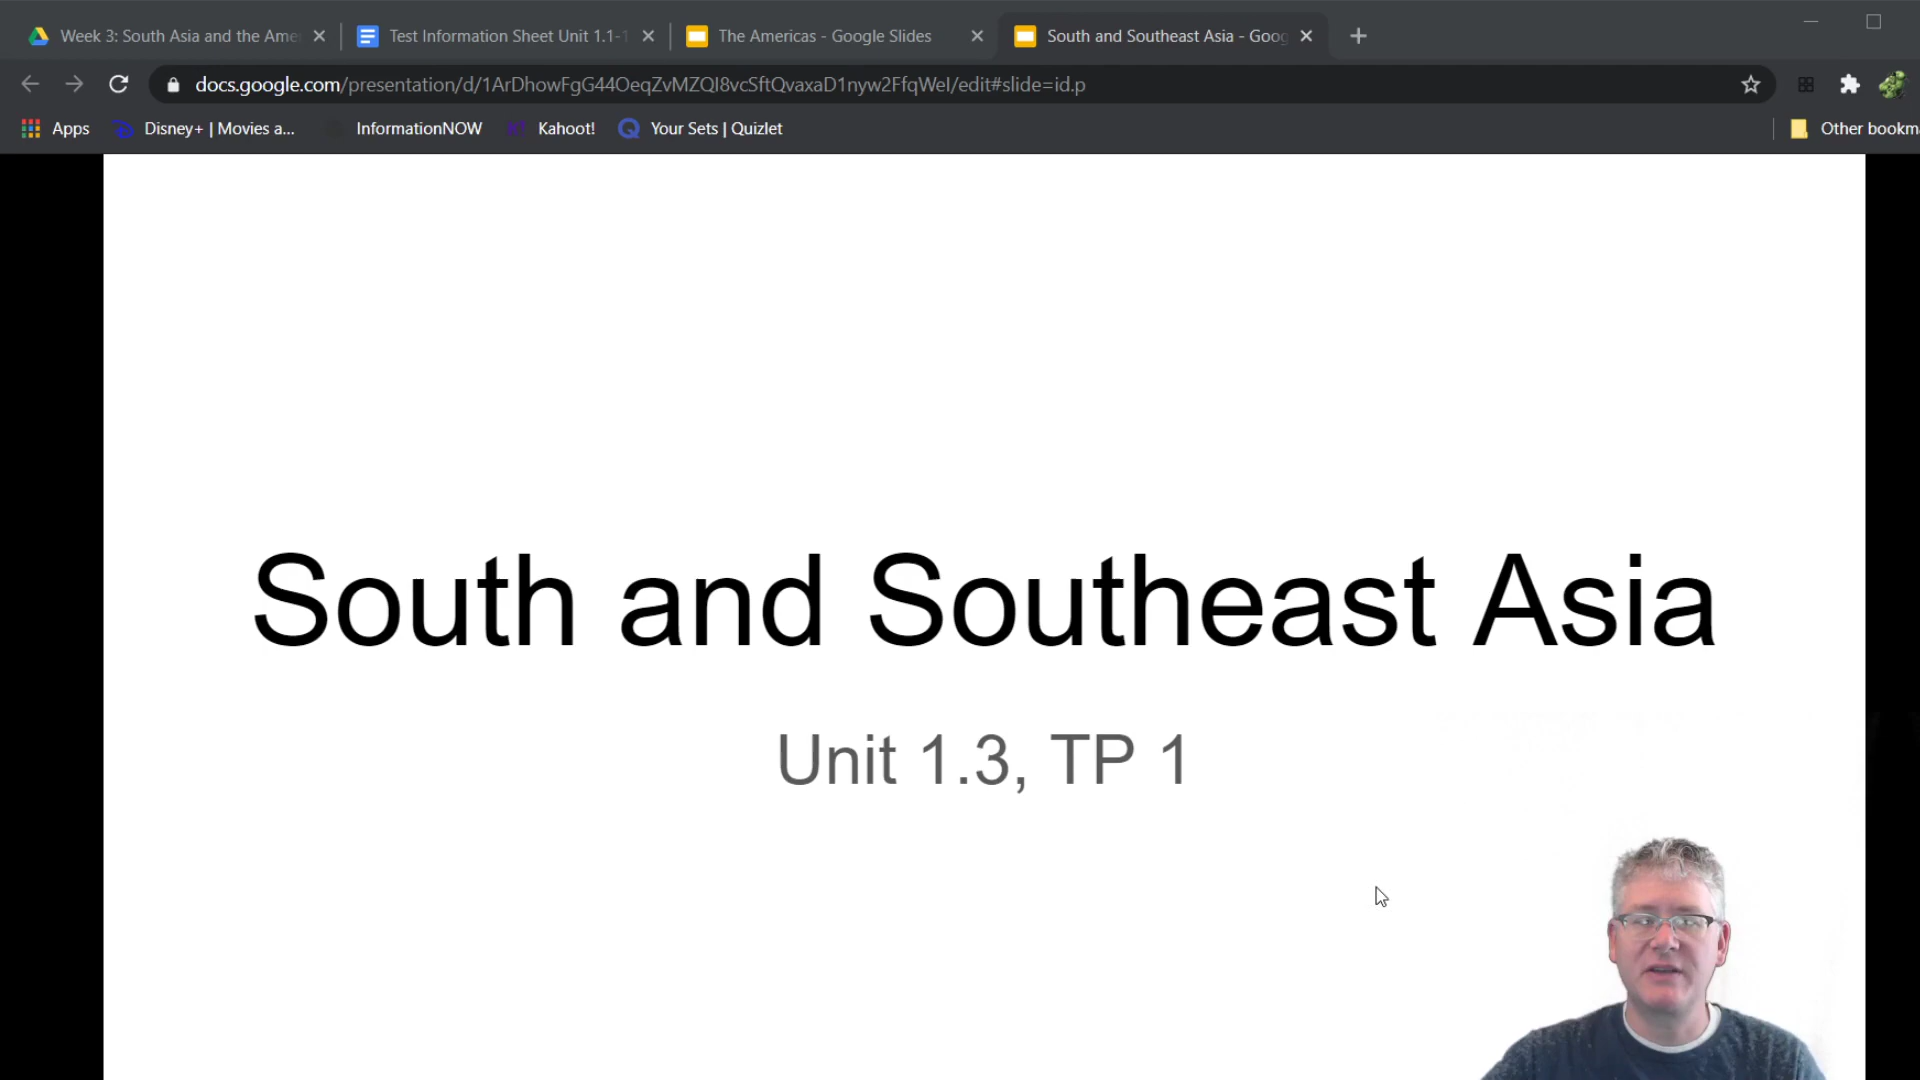 Week 3: South Asia and the Ame
Test Information Sheet Unit 1.1-1
The Americas - Google Slides
South and Southeast Asia - Goog
docs.google.com/presentation/d/1ArDhowFgG44OeqZvMZQI8vcSftQvaxaD1nyw2FfqWeI/edit#slide=id.p
Apps
Disney+ | Movies a...
InformationNOW
Kahoot!
Your Sets | Quizlet
Other bookma
South and Southeast Asia
Unit 1.3, TP 1